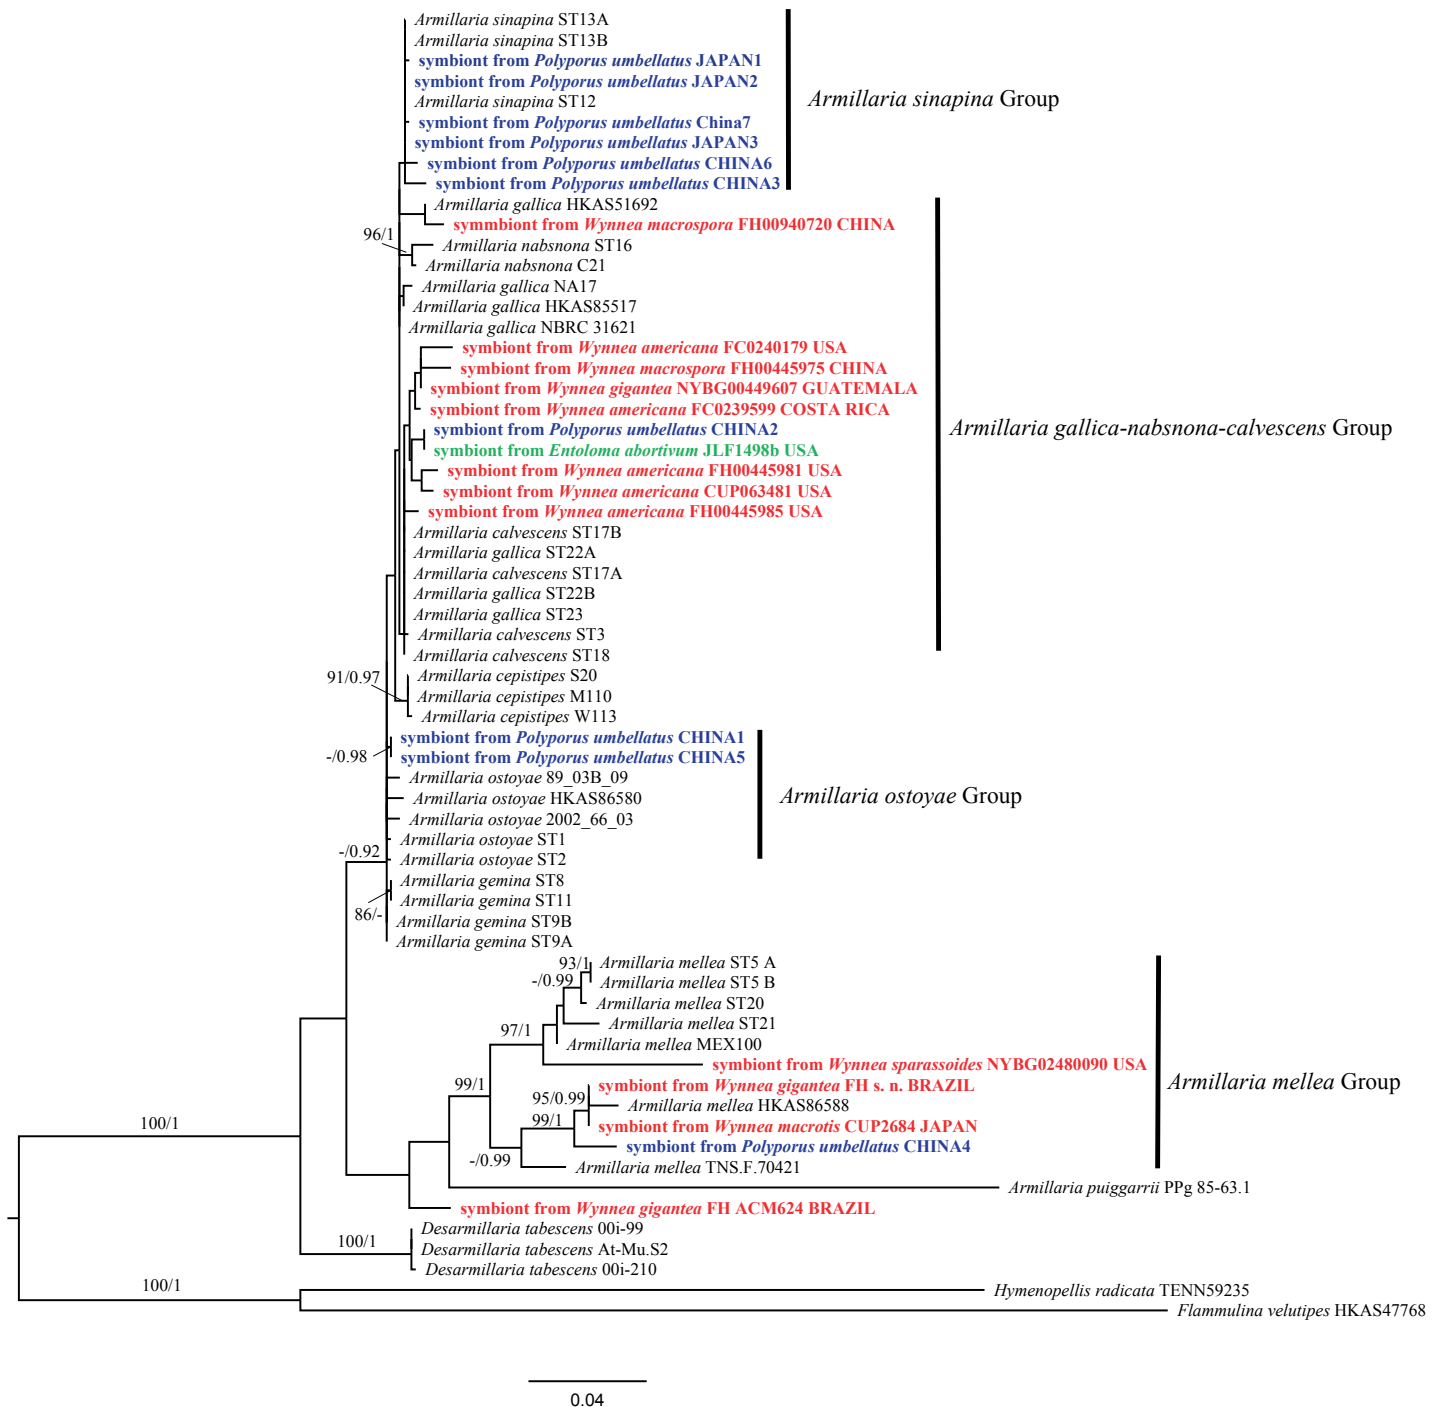 Armillaria sinapina ST13A
Armillaria sinapina ST13B
symbiont from Polyporus umbellatus JAPAN1
symbiont from Polyporus umbellatus JAPAN2
Armillaria sinapina ST12
Armillaria sinapina Group
symbiont from Polyporus umbellatus China7
symbiont from Polyporus umbellatus JAPAN3
symbiont from Polyporus umbellatus CHINA6
symbiont from Polyporus umbellatus CHINA3
Armillaria gallica HKAS51692
symmbiont from Wynnea macrospora FH00940720 CHINA
96/1
Armillaria nabsnona ST16
Armillaria nabsnona C21
Armillaria gallica NA17
Armillaria gallica HKAS85517
Armillaria gallica NBRC 31621
symbiont from Wynnea americana FC0240179 USA
symbiont from Wynnea macrospora FH00445975 CHINA
symbiont from Wynnea gigantea NYBG00449607 GUATEMALA
symbiont from Wynnea americana FC0239599 COSTA RICA
symbiont from Polyporus umbellatus CHINA2
Armillaria gallica-nabsnona-calvescens Group
symbiont from Entoloma abortivum JLF1498b USA
symbiont from Wynnea americana FH00445981 USA
symbiont from Wynnea americana CUP063481 USA
symbiont from Wynnea americana FH00445985 USA
Armillaria calvescens ST17B
Armillaria gallica ST22A
Armillaria calvescens ST17A
Armillaria gallica ST22B
Armillaria gallica ST23
Armillaria calvescens ST3
Armillaria calvescens ST18
91/0.97
Armillaria cepistipes S20
Armillaria cepistipes M110
Armillaria cepistipes W113
symbiont from Polyporus umbellatus CHINA1
-/0.98
symbiont from Polyporus umbellatus CHINA5
Armillaria ostoyae 89_03B_09
Armillaria ostoyae HKAS86580
Armillaria ostoyae Group
Armillaria ostoyae 2002_66_03
Armillaria ostoyae ST1
-/0.92
Armillaria ostoyae ST2
Armillaria gemina ST8
Armillaria gemina ST11
86/-
Armillaria gemina ST9B
Armillaria gemina ST9A
93/1
Armillaria mellea ST5 A
-/0.99
Armillaria mellea ST5 B
Armillaria mellea ST20
Armillaria mellea ST21
97/1
Armillaria mellea MEX100
symbiont from Wynnea sparassoides NYBG02480090 USA
99/1
symbiont from Wynnea gigantea FH s. n. BRAZIL
Armillaria mellea Group
95/0.99
Armillaria mellea HKAS86588
99/1
symbiont from Wynnea macrotis CUP2684 JAPAN
symbiont from Polyporus umbellatus CHINA4
-/0.99
Armillaria mellea TNS.F.70421
100/1
Armillaria puiggarrii PPg 85-63.1
symbiont from Wynnea gigantea FH ACM624 BRAZIL
Desarmillaria tabescens 00i-99
100/1
Desarmillaria tabescens At-Mu.S2
Desarmillaria tabescens 00i-210
100/1
Hymenopellis radicata TENN59235
Flammulina velutipes HKAS47768
0.04